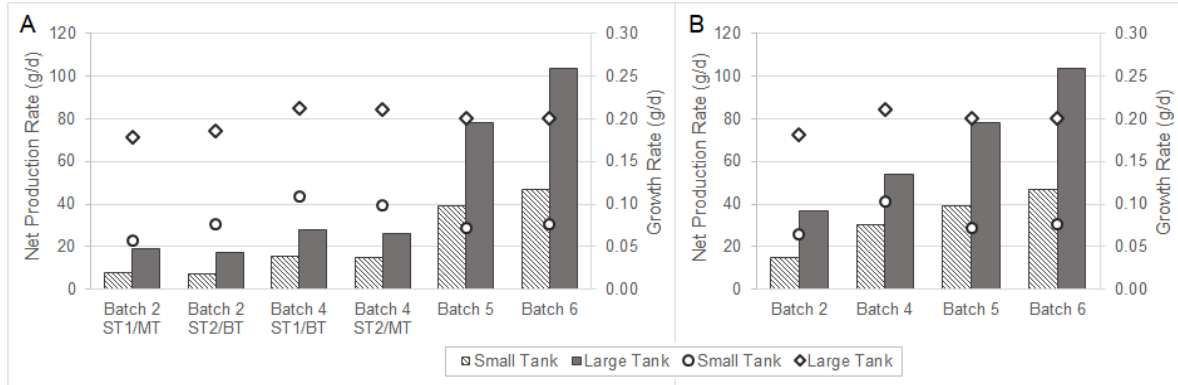 A
Net Production Rate (g/d)
120
100
80
60
40
20
0
0.30
0.25
0.20
0.15
0.10
0.05
0.00
Growth Rate (g/d)
Batch 2 Batch 2 Batch 4 Batch 4 Batch 5 Batch 6
ST1/MT ST2/BT ST1/BT ST2/MT
B
Net Production Rate (g/d)
120
100
80
60
40
20
0
0.30
0.25
0.20
0.15
0.10
0.05
0.00
Growth Rate (g/d)
Batch 2 Batch 4 Batch 5 Batch 6
Small Tank Large Tank Small Tank Large Tank